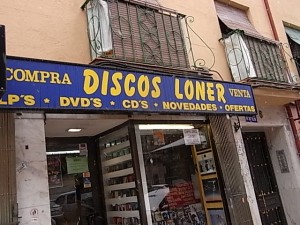 COMPRA DISCOS LONER VENTA
LP'S * DVD'S * CD'S * NOVEDADES * OFERTAS